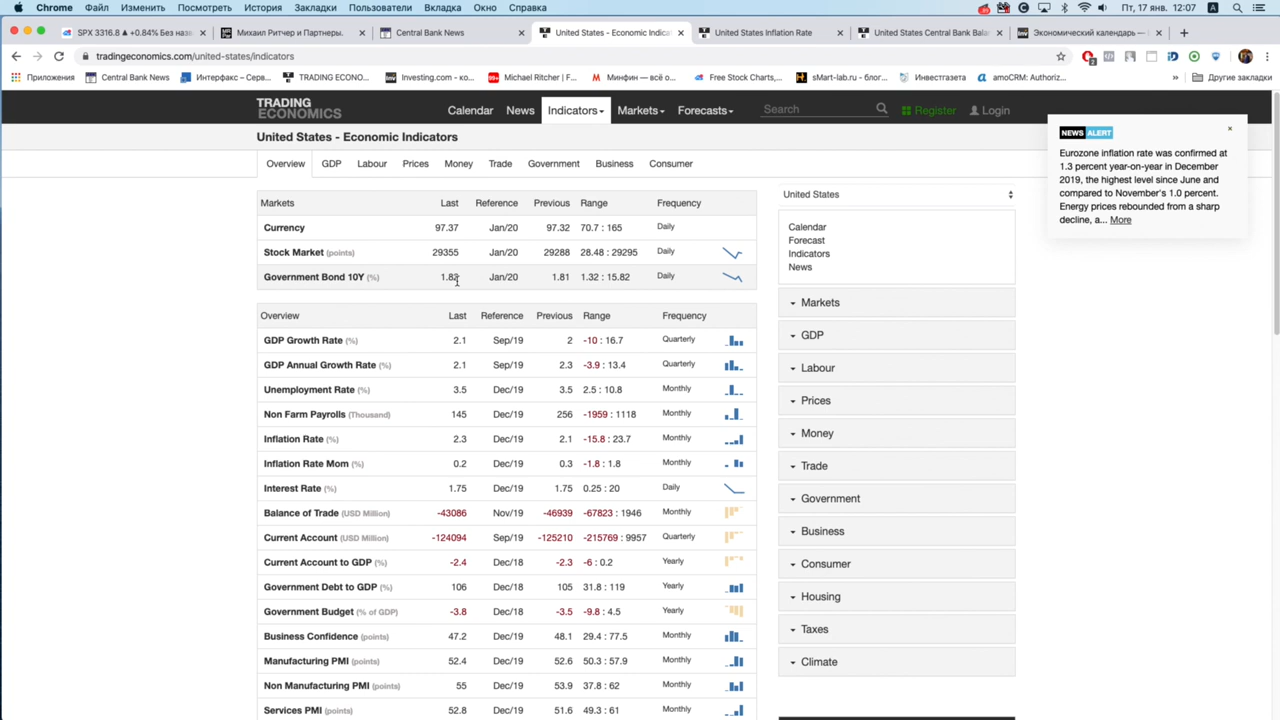 Chrome Файл Изменить Посмотреть История Закладки Пользователи Вкладка Окно Справка Пт, 17 янв. 12:07
SPX 3316.8 ▲ +0.84% Без назв
Михаил Ритчер и Партнеры.
Central Bank News
United States - Economic Indica
United States Inflation Rate
United States Central Bank Balan
Экономический календарь —
tradingeconomics.com/united-states/indicators
Приложения Central Bank News Интерфакс – Серв... TRADING ECONO... Investing.com - ко... Michael Ritcher | F... Минфин — всё о... Free Stock Charts,... sMart-lab.ru - блог... Инвестгазета amoCRM: Authoriz... » Другие закладки
TRADING
ECONOMICS
Calendar News Indicators Markets Forecasts Search Register Login
United States - Economic Indicators
Overview GDP Labour Prices Money Trade Government Business Consumer
Markets Last Reference Previous Range Frequency
Currency 97.37 Jan/20 97.32 70.7 : 165 Daily
Stock Market (points) 29355 Jan/20 29288 28.48 : 29295 Daily
Government Bond 10Y (%) 1.82 Jan/20 1.81 1.32 : 15.82 Daily
Overview Last Reference Previous Range Frequency
GDP Growth Rate (%) 2.1 Sep/19 2 -10 : 16.7 Quarterly
GDP Annual Growth Rate (%) 2.1 Sep/19 2.3 -3.9 : 13.4 Quarterly
Unemployment Rate (%) 3.5 Dec/19 3.5 2.5 : 10.8 Monthly
Non Farm Payrolls (Thousand) 145 Dec/19 256 -1959 : 1118 Monthly
Inflation Rate (%) 2.3 Dec/19 2.1 -15.8 : 23.7 Monthly
Inflation Rate Mom (%) 0.2 Dec/19 0.3 -1.8 : 1.8 Monthly
Interest Rate (%) 1.75 Dec/19 1.75 0.25 : 20 Daily
Balance of Trade (USD Million) -43086 Nov/19 -46939 -67823 : 1946 Monthly
Current Account (USD Million) -124094 Sep/19 -125210 -215769 : 9957 Quarterly
Current Account to GDP (%) -2.4 Dec/18 -2.3 -6 : 0.2 Yearly
Government Debt to GDP (%) 106 Dec/18 105 31.8 : 119 Yearly
Government Budget (% of GDP) -3.8 Dec/18 -3.5 -9.8 : 4.5 Yearly
Business Confidence (points) 47.2 Dec/19 48.1 29.4 : 77.5 Monthly
Manufacturing PMI (points) 52.4 Dec/19 52.6 50.3 : 57.9 Monthly
Non Manufacturing PMI (points) 55 Dec/19 53.9 37.8 : 62 Monthly
Services PMI (points) 52.8 Dec/19 51.6 49.3 : 61 Monthly
United States
Calendar
Forecast
Indicators
News
Markets
GDP
Labour
Prices
Money
Trade
Government
Business
Consumer
Housing
Taxes
Climate
NEWS ALERT ×
Eurozone inflation rate was confirmed at
1.3 percent year-on-year in December
2019, the highest level since June and
compared to November's 1.0 percent.
Energy prices rebounded from a sharp
decline, a... More